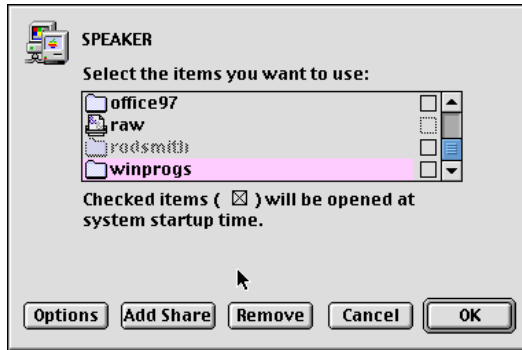 SPEAKER
Select the items you want to use:
office97
raw
rodsmith
winprogs
Checked items ( ☒ ) will be opened at
system startup time.
Options Add Share Remove Cancel OK